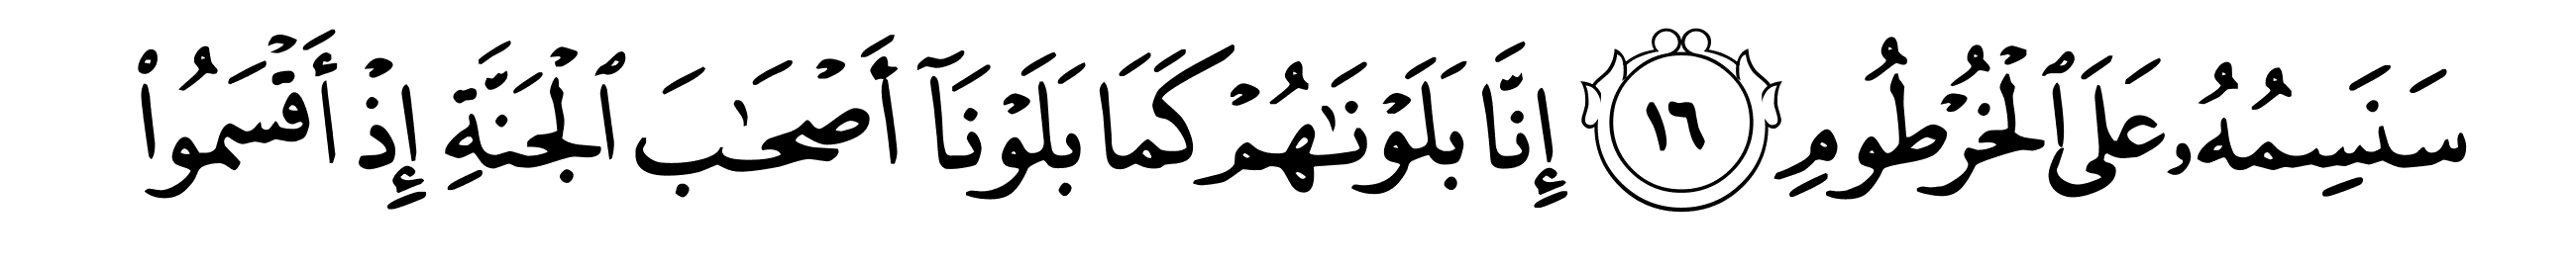 سَنَسِمُهُۥ عَلَى ٱلْخُرْطُومِ ١٦ إِنَّا بَلَوْنَـٰهُمْ كَمَا بَلَوْنَآ أَصْحَـٰبَ ٱلْجَنَّةِ إِذْ أَقْسَمُوا۟